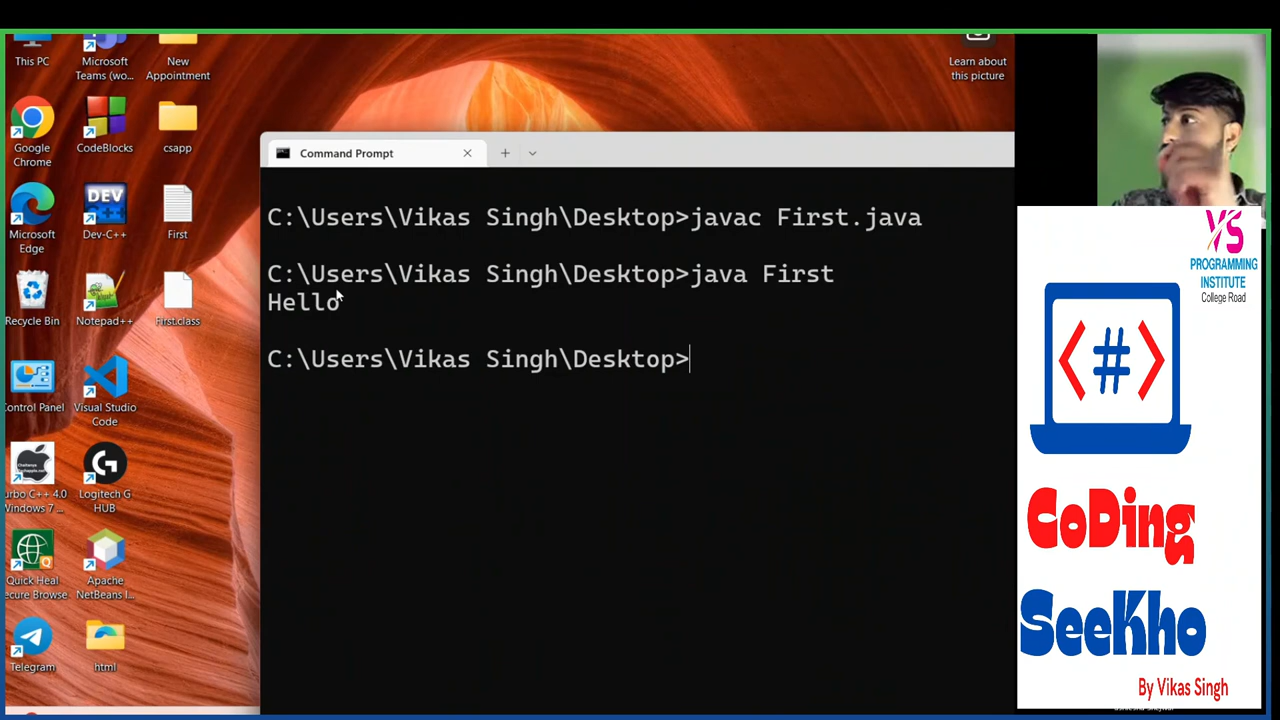 This PC
Microsoft
Teams (wo...
New
Appointment
Learn about
this picture
Google
Chrome
CodeBlocks
csapp
Microsoft
Edge
DEV
Dev-C++
First
Recycle Bin
Notepad++
First.class
ontrol Panel
Visual Studio
Code
urbo C++ 4.0
Windows 7 ...
Logitech G
HUB
Quick Heal
ecure Browse
Apache
NetBeans I...
Telegram
html
Command Prompt
C:\Users\Vikas Singh\Desktop>javac First.java
C:\Users\Vikas Singh\Desktop>java First
Hello
C:\Users\Vikas Singh\Desktop>
VS
PROGRAMMING
INSTITUTE
College Road
<#>
CoDing
SeeKho
By Vikas Singh